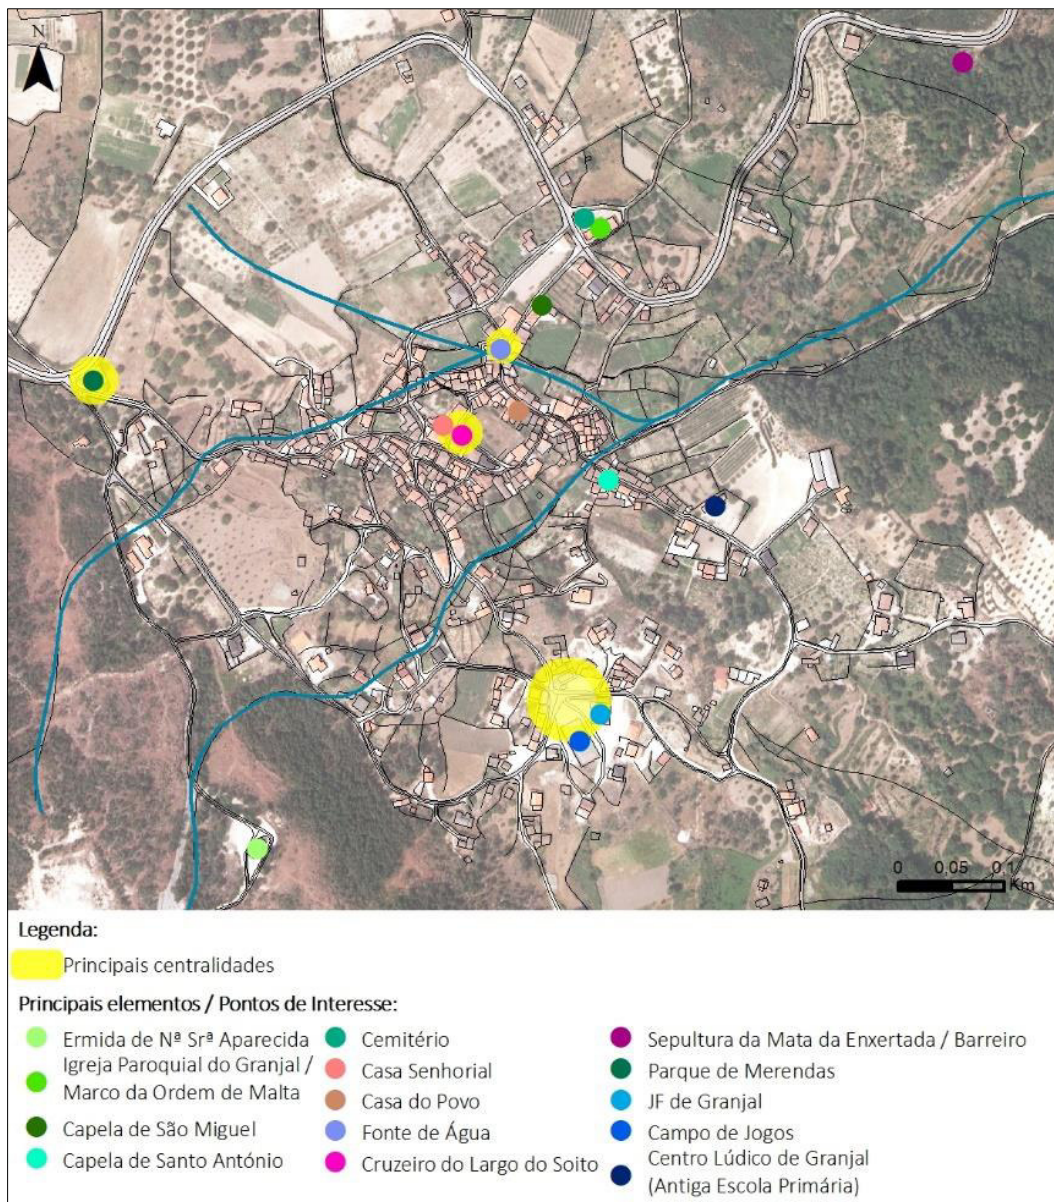 N
0 0,05 0,1
Km
Legenda:
Principais centralidades
Principais elementos / Pontos de Interesse:
Ermida de Nª Srª Aparecida
Igreja Paroquial do Granjal /
Marco da Ordem de Malta
Capela de São Miguel
Capela de Santo António
Cemitério
Casa Senhorial
Casa do Povo
Fonte de Água
Cruzeiro do Largo do Soito
Sepultura da Mata da Enxertada / Barreiro
Parque de Merendas
JF de Granjal
Campo de Jogos
Centro Lúdico de Granjal
(Antiga Escola Primária)